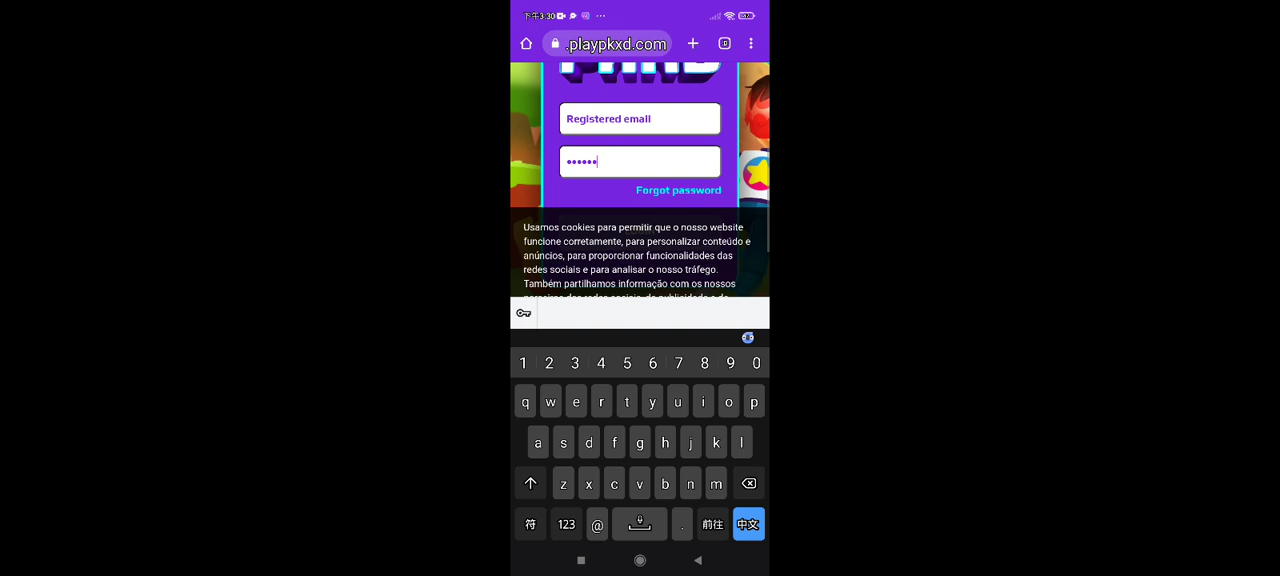 下午3:30
.playpkxd.com
Registered email
••••••
Forgot password
Usamos cookies para permitir que o nosso website
funcione corretamente, para personalizar conteúdo e
anúncios, para proporcionar funcionalidades das
redes sociais e para analisar o nosso tráfego.
Também partilhamos informação com os nossos
1 2 3 4 5 6 7 8 9 0
q w e r t y u i o p
a s d f g h j k l
z x c v b n m
符 123 @ . 前往 中文